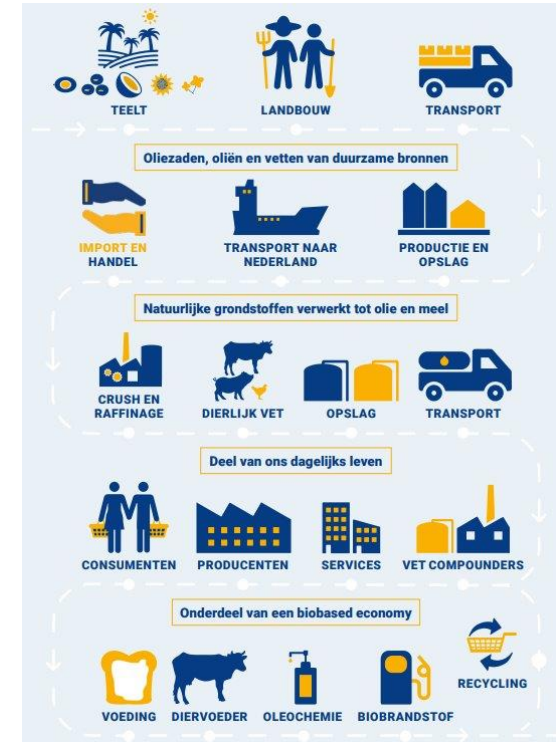 TEELT
LANDBOUW
TRANSPORT
Oliezaden, oliën en vetten van duurzame bronnen
IMPORT EN
HANDEL
TRANSPORT NAAR
NEDERLAND
PRODUCTIE EN
OPSLAG
Natuurlijke grondstoffen verwerkt tot olie en meel
CRUSH EN
RAFFINAGE
DIERLIJK VET
OPSLAG
TRANSPORT
Deel van ons dagelijks leven
CONSUMENTEN
PRODUCENTEN
SERVICES
VET COMPOUNDERS
Onderdeel van een biobased economy
RECYCLING
VOEDING
DIERVOEDER
OLEOCHEMIE
BIOBRANDSTOF